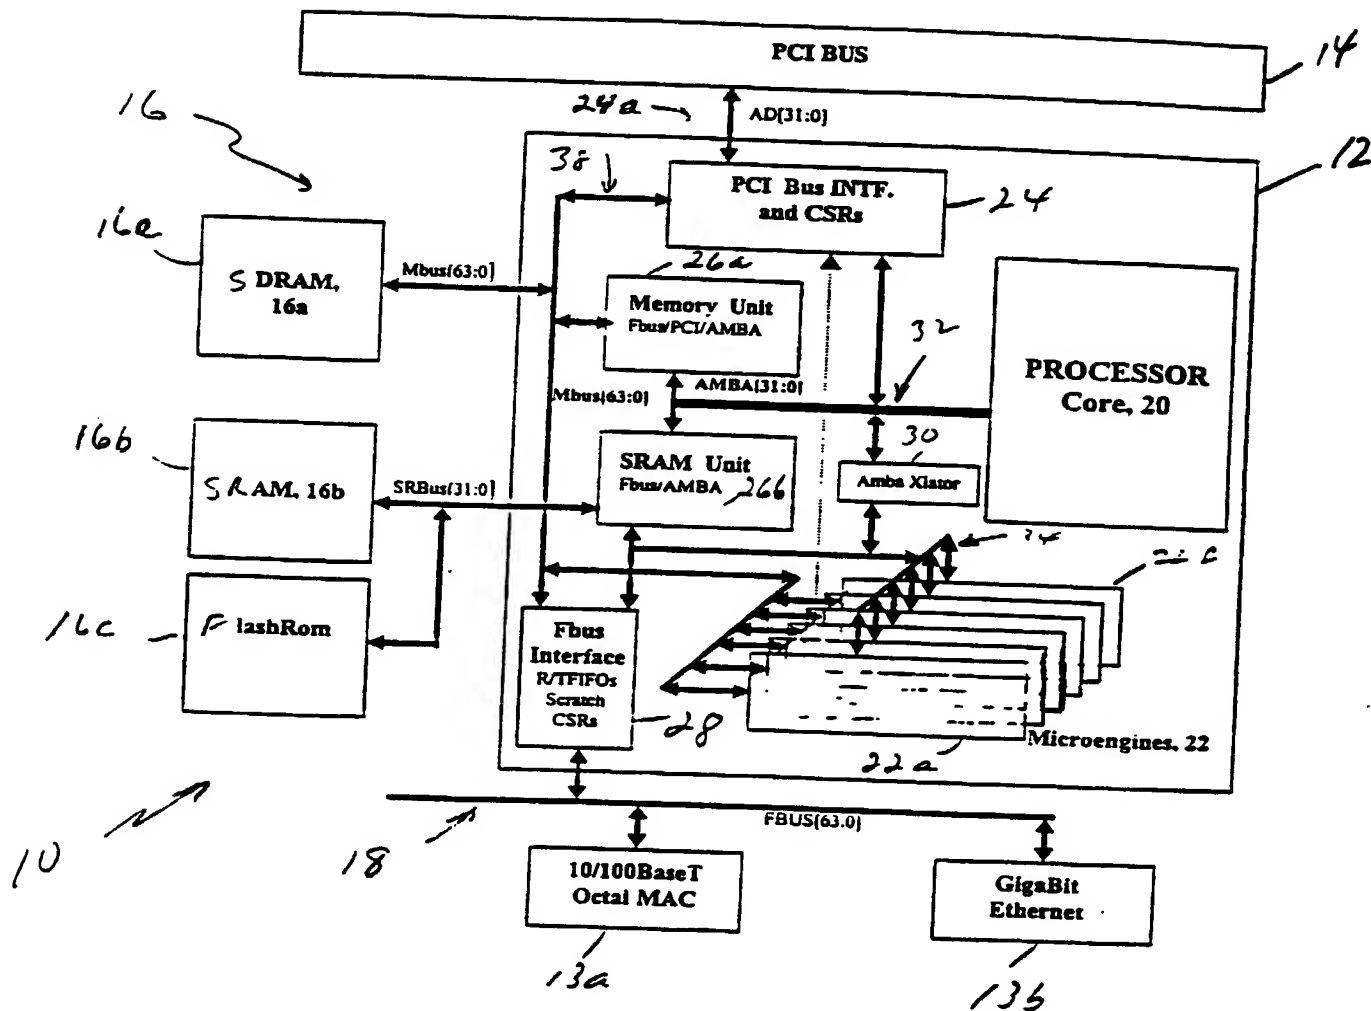 PCI BUS
14
24a
AD[31:0]
16
12
38
PCI Bus INTF.
and CSRs
24
16a
S DRAM,
16a
Mbus[63:0]
26a
Memory Unit
Fbus/PCI/AMBA
32
PROCESSOR
Core, 20
Mbus[63:0]
AMBA[31:0]
16b
SRAM, 16b
SRBus[31:0]
SRAM Unit
Fbus/AMBA
26b
30
Amba Xlator
16c
F lashRom
Fbus
Interface
R/TFIFOs
Scratch
CSRs
28
22a
Microengines, 22
10
18
FBUS[63.0]
10/100BaseT
Octal MAC
GigaBit
Ethernet
13a
13b